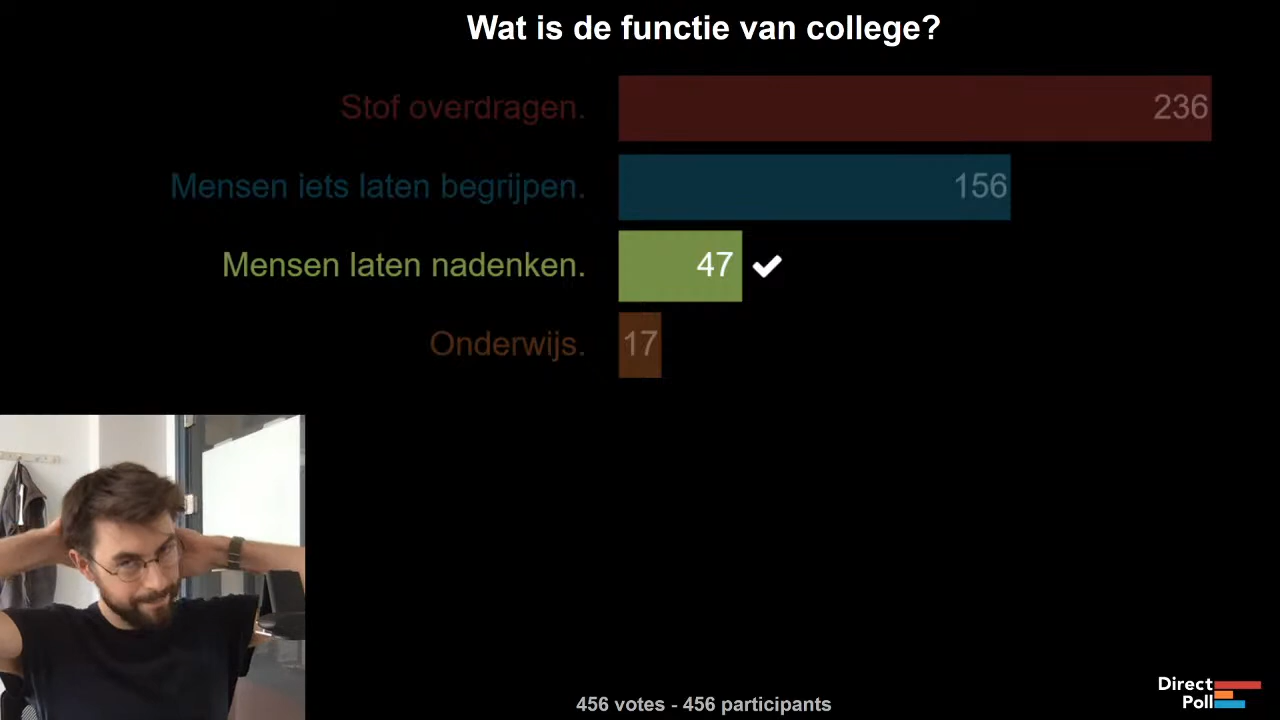 Wat is de functie van college?
Stof overdragen.
236
Mensen iets laten begrijpen.
156
Mensen laten nadenken.
47
Onderwijs.
17
456 votes - 456 participants
Direct
Poll